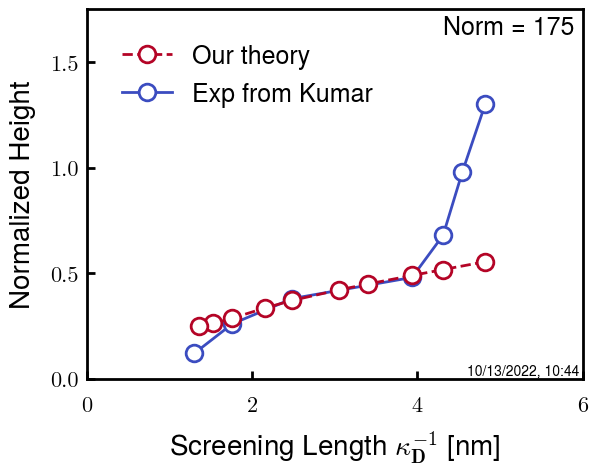 Norm = 175
Our theory
Exp from Kumar
Normalized Height
1.5
1.0
0.5
0.0
10/13/2022, 10:44
0 2 4 6
Screening Length κ_D^{-1} [nm]